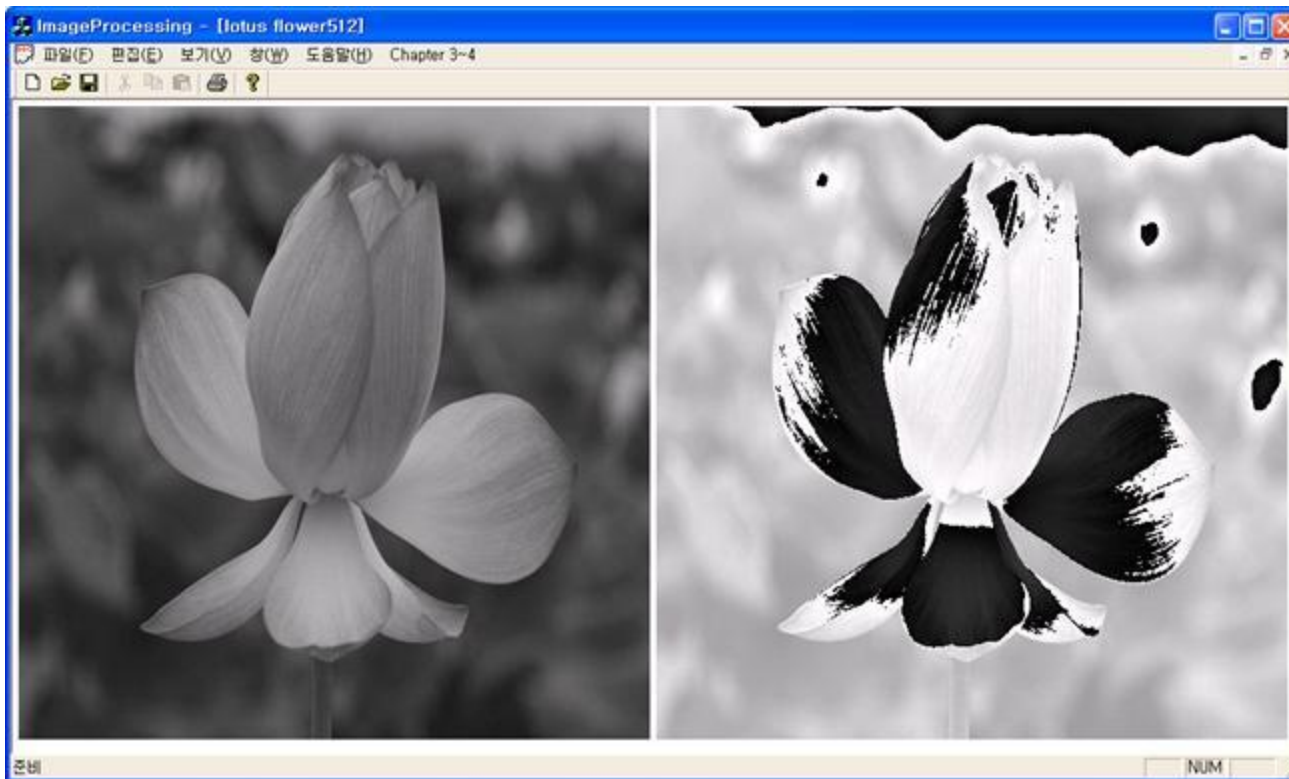 ImageProcessing - [lotus flower512]
파일(F) 편집(E) 보기(V) 창(W) 도움말(H) Chapter 3~4
준비 NUM